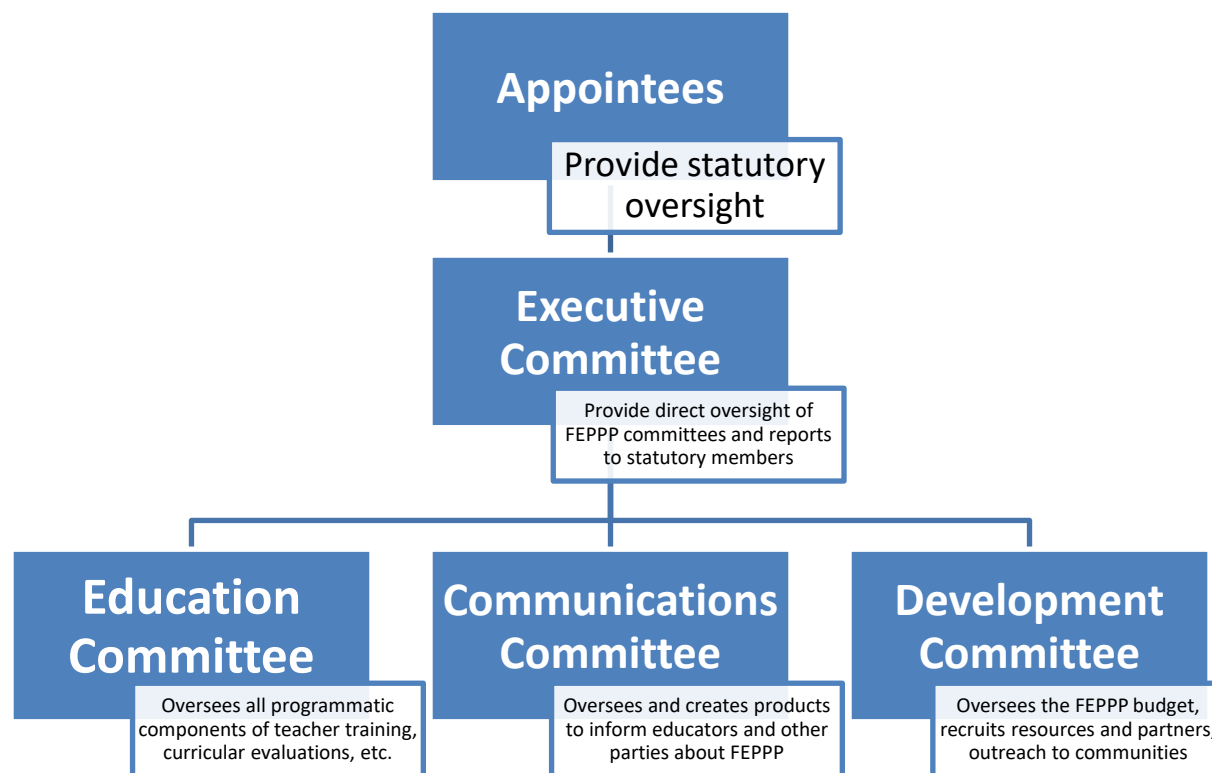 Appointees
Provide statutory
oversight
Executive
Committee
Provide direct oversight of
FEPPP committees and reports
to statutory members
Education
Committee
Oversees all programmatic
components of teacher training,
curricular evaluations, etc.
Communications
Committee
Oversees and creates products
to inform educators and other
parties about FEPPP
Development
Committee
Oversees the FEPPP budget,
recruits resources and partners,
outreach to communities